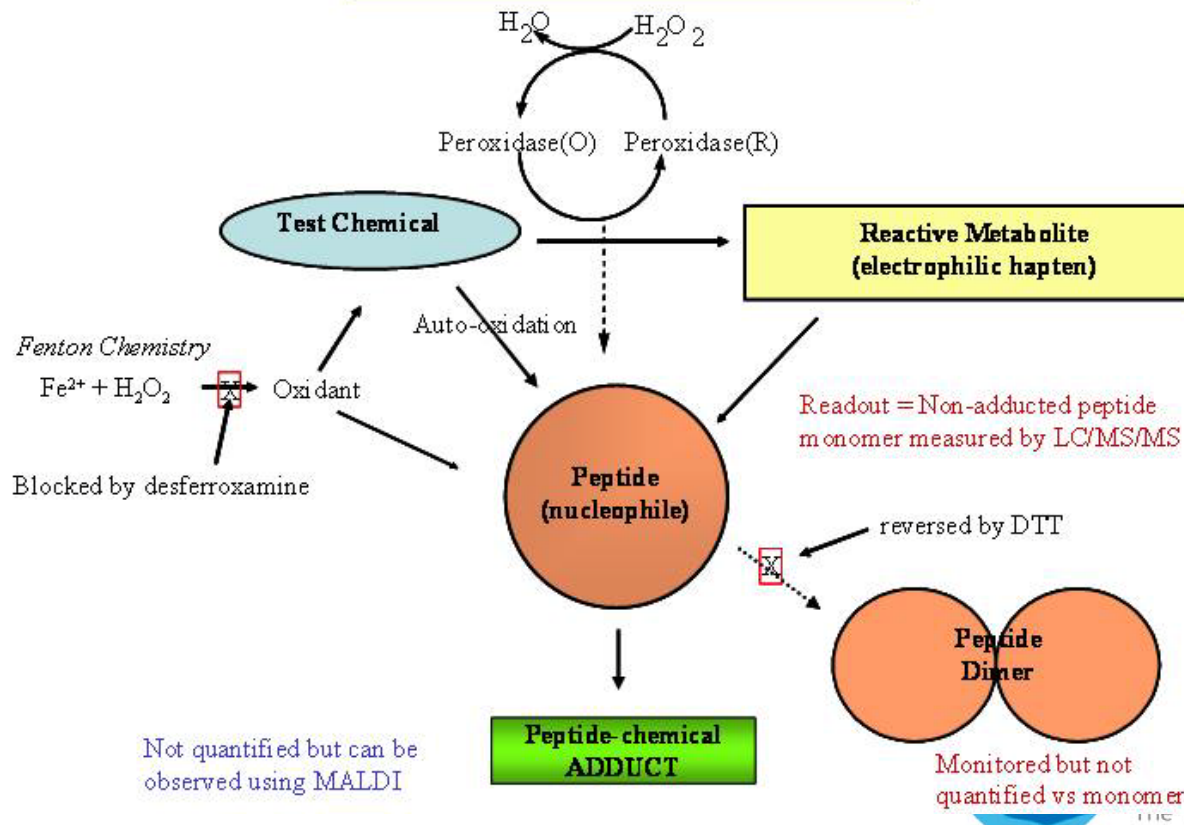 H₂O
H₂O₂
Peroxidase(O)
Peroxidase(R)
Test Chemical
Reactive Metabolite
(electrophilic hapten)
Auto-oxidation
Fenton Chemistry
Fe²⁺ + H₂O₂
X
Oxidant
Blocked by desferroxamine
Readout = Non-adducted peptide
monomer measured by LC/MS/MS
Peptide
(nucleophile)
reversed by DTT
X
Peptide
Dimer
Peptide-chemical
ADDUCT
Not quantified but can be
observed using MALDI
Monitored but not
quantified vs monomer
The